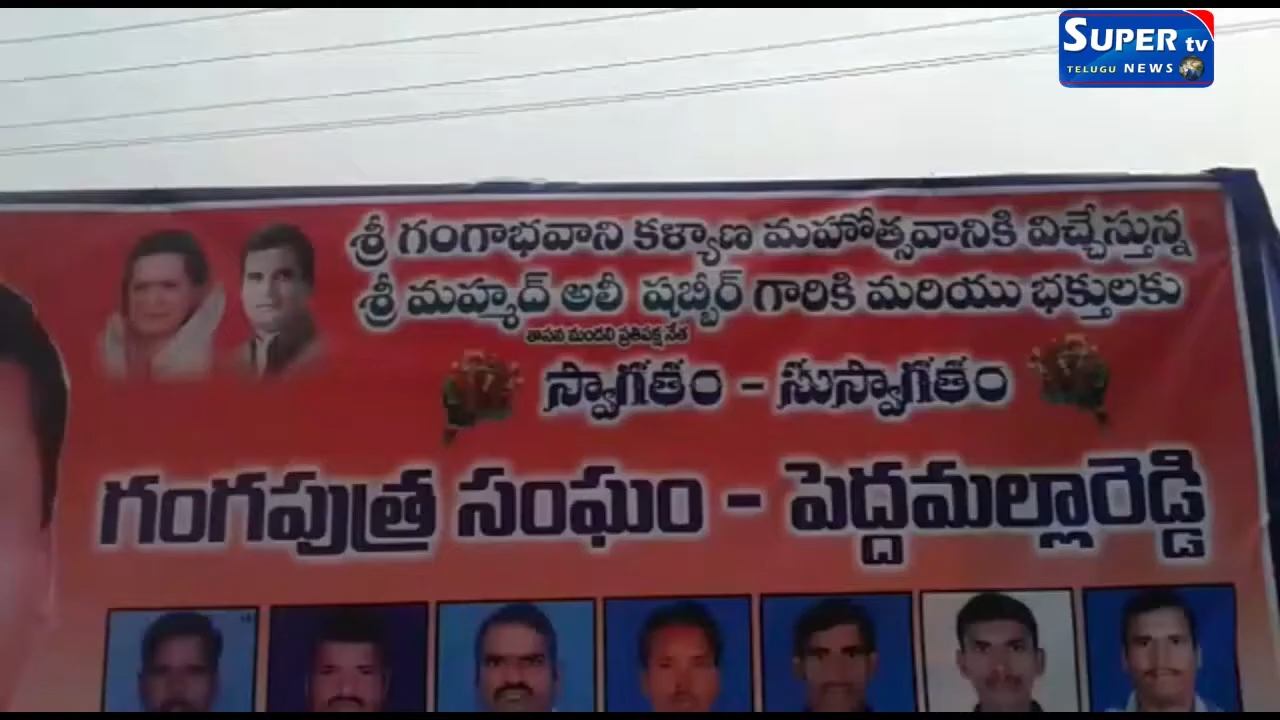 SUPER tv
TELUGU NEWS
శ్రీ గంగాభవాని కళ్యాణ మహోత్సవానికి విచ్చేస్తున్న
శ్రీ మహ్మద్ అలీ షబ్బీర్ గారికి మరియు భక్తులకు
శాసన మండలి ప్రతిపక్ష నేత
స్వాగతం - సుస్వాగతం
గంగపుత్ర సంఘం - పెద్దమల్లారెడ్డి